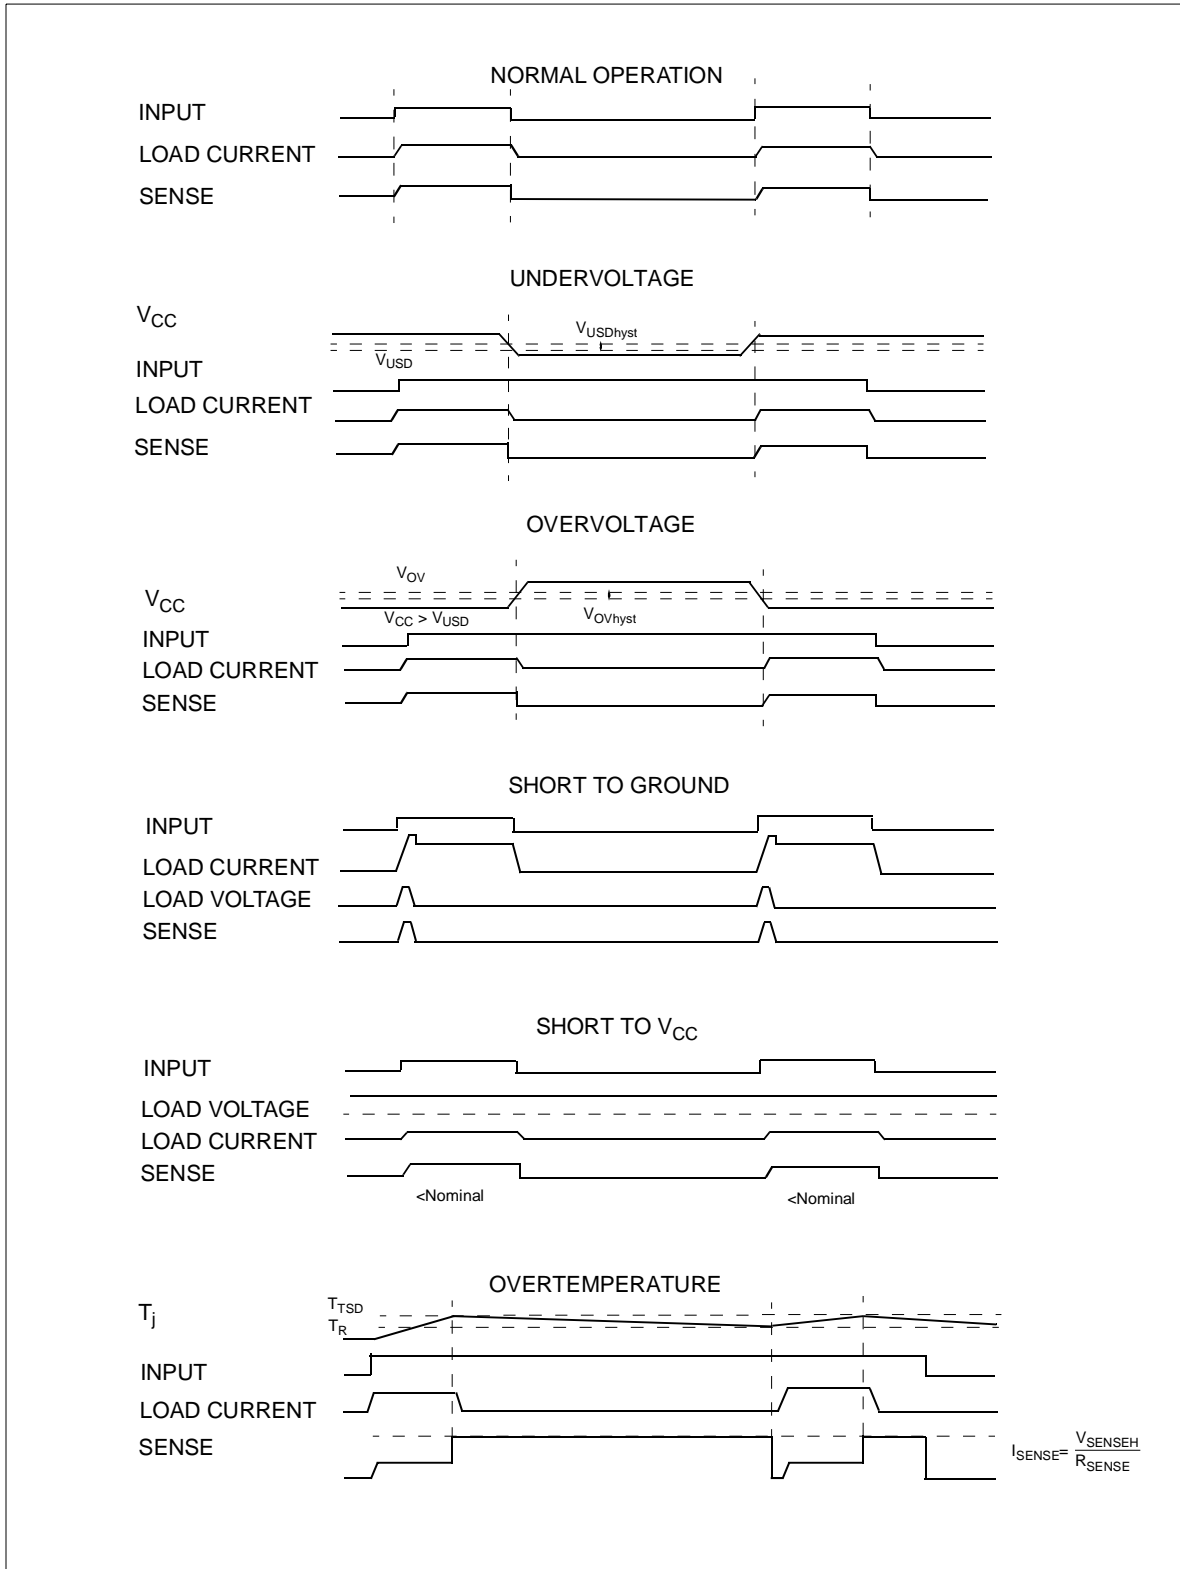 NORMAL OPERATION
INPUT
LOAD CURRENT
SENSE
UNDERVOLTAGE
VCC
VUSDhyst
VUSD
INPUT
LOAD CURRENT
SENSE
OVERVOLTAGE
VOV
VCC
VCC > VUSD
VOVhyst
INPUT
LOAD CURRENT
SENSE
SHORT TO GROUND
INPUT
LOAD CURRENT
LOAD VOLTAGE
SENSE
SHORT TO VCC
INPUT
LOAD VOLTAGE
LOAD CURRENT
SENSE
<Nominal
<Nominal
OVERTEMPERATURE
Tj
TTSD
TR
INPUT
LOAD CURRENT
SENSE
ISENSE= VSENSEH
RSENSE